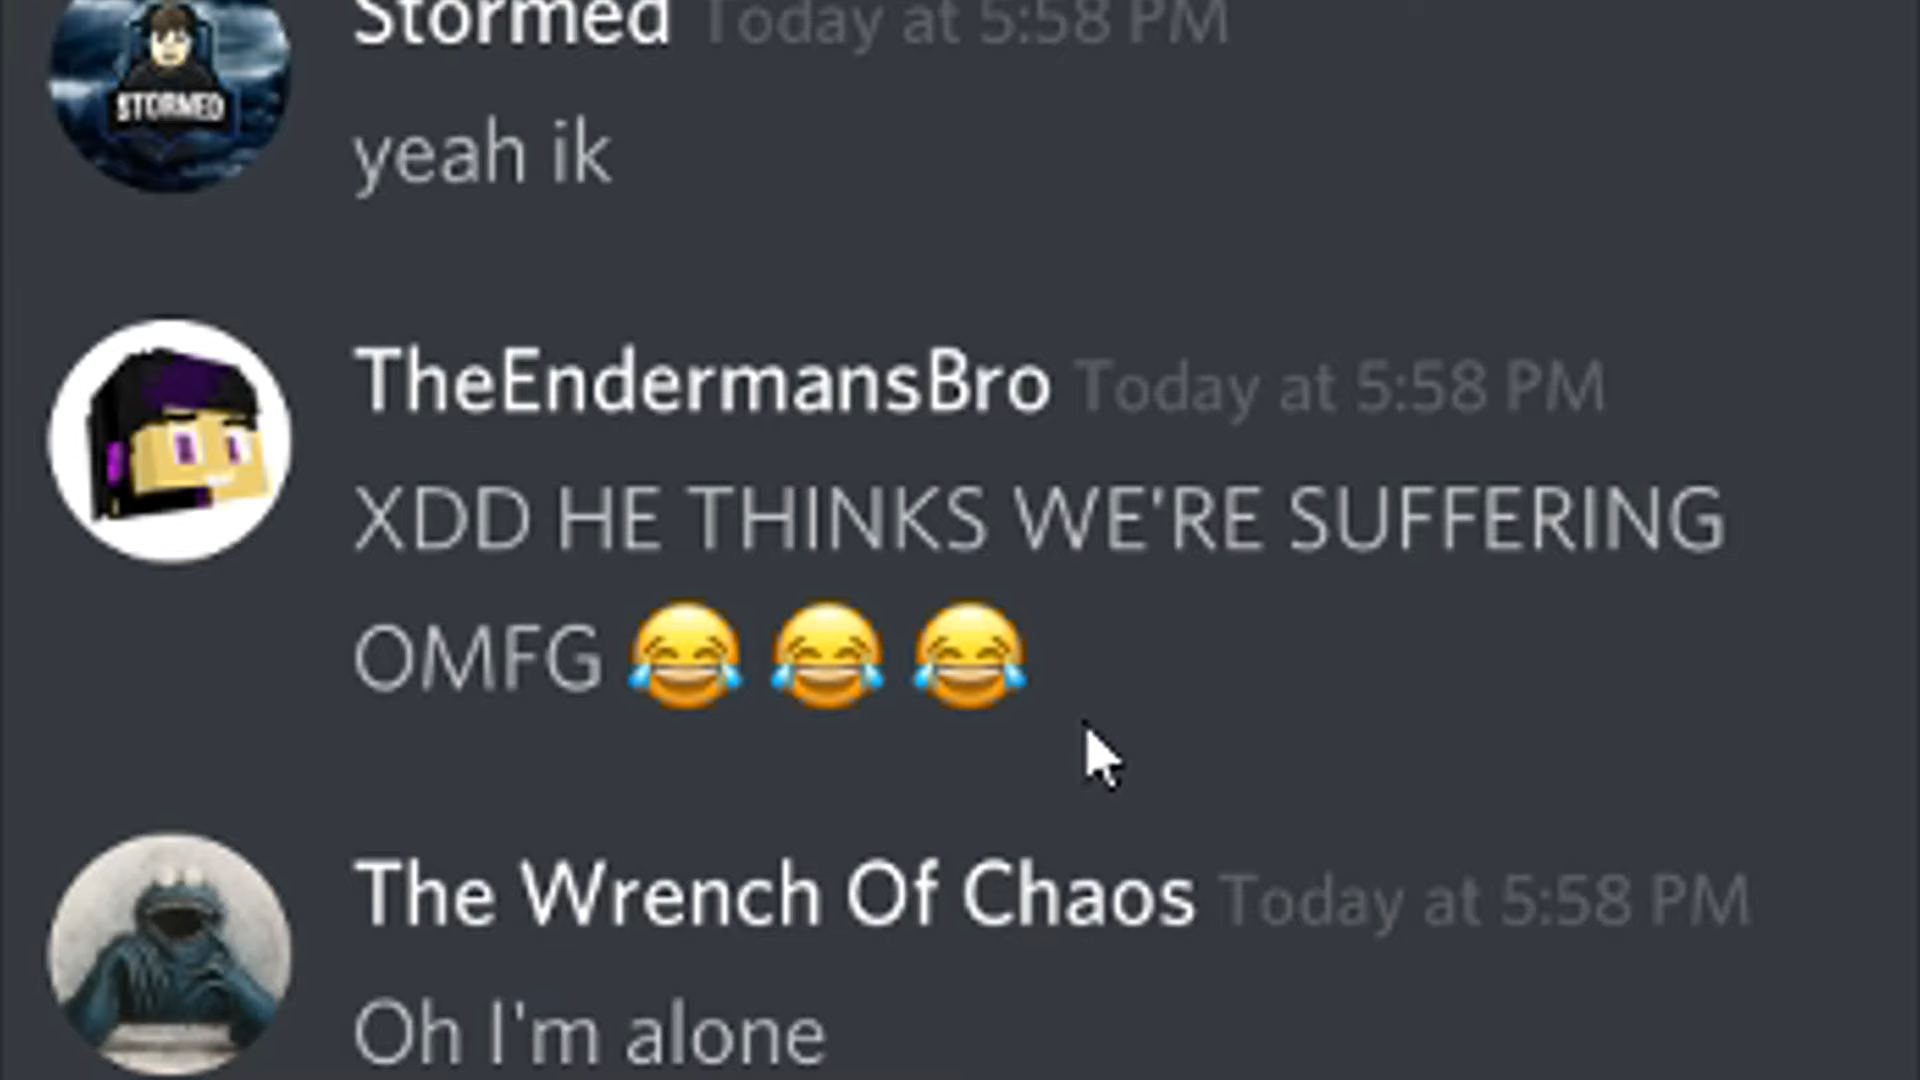 Stormed Today at 5:58 PM
STORMED
yeah ik
TheEndermansBro Today at 5:58 PM
XDD HE THINKS WE'RE SUFFERING
OMFG 😂 😂 😂
The Wrench Of Chaos Today at 5:58 PM
Oh I'm alone